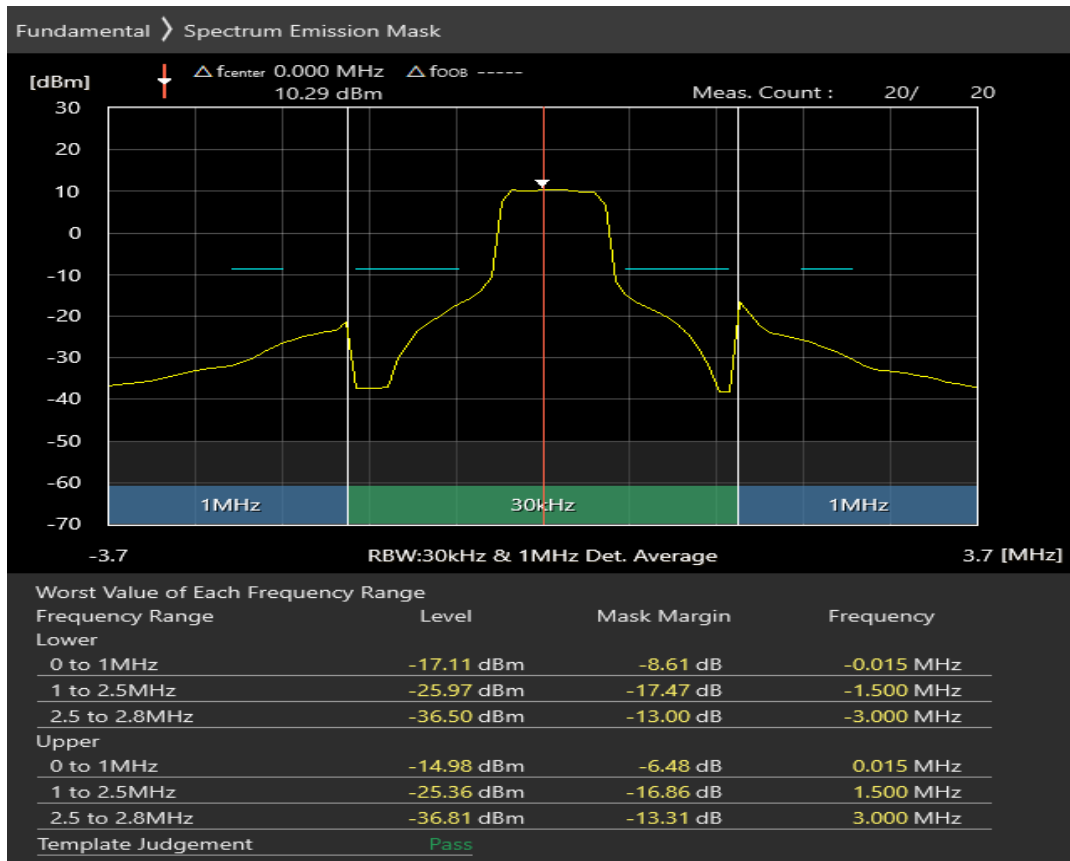 Fundamental 〉 Spectrum Emission Mask
[dBm] △ fcenter 0.000 MHz △ fOOB -----
10.29 dBm Meas. Count : 20/ 20
30
20
10
0
-10
-20
-30
-40
-50
-60
-70
1MHz 30kHz 1MHz
-3.7 RBW:30kHz & 1MHz Det. Average 3.7 [MHz]
Worst Value of Each Frequency Range
Frequency Range Level Mask Margin Frequency
Lower
0 to 1MHz -17.11 dBm -8.61 dB -0.015 MHz
1 to 2.5MHz -25.97 dBm -17.47 dB -1.500 MHz
2.5 to 2.8MHz -36.50 dBm -13.00 dB -3.000 MHz
Upper
0 to 1MHz -14.98 dBm -6.48 dB 0.015 MHz
1 to 2.5MHz -25.36 dBm -16.86 dB 1.500 MHz
2.5 to 2.8MHz -36.81 dBm -13.31 dB 3.000 MHz
Template Judgement Pass